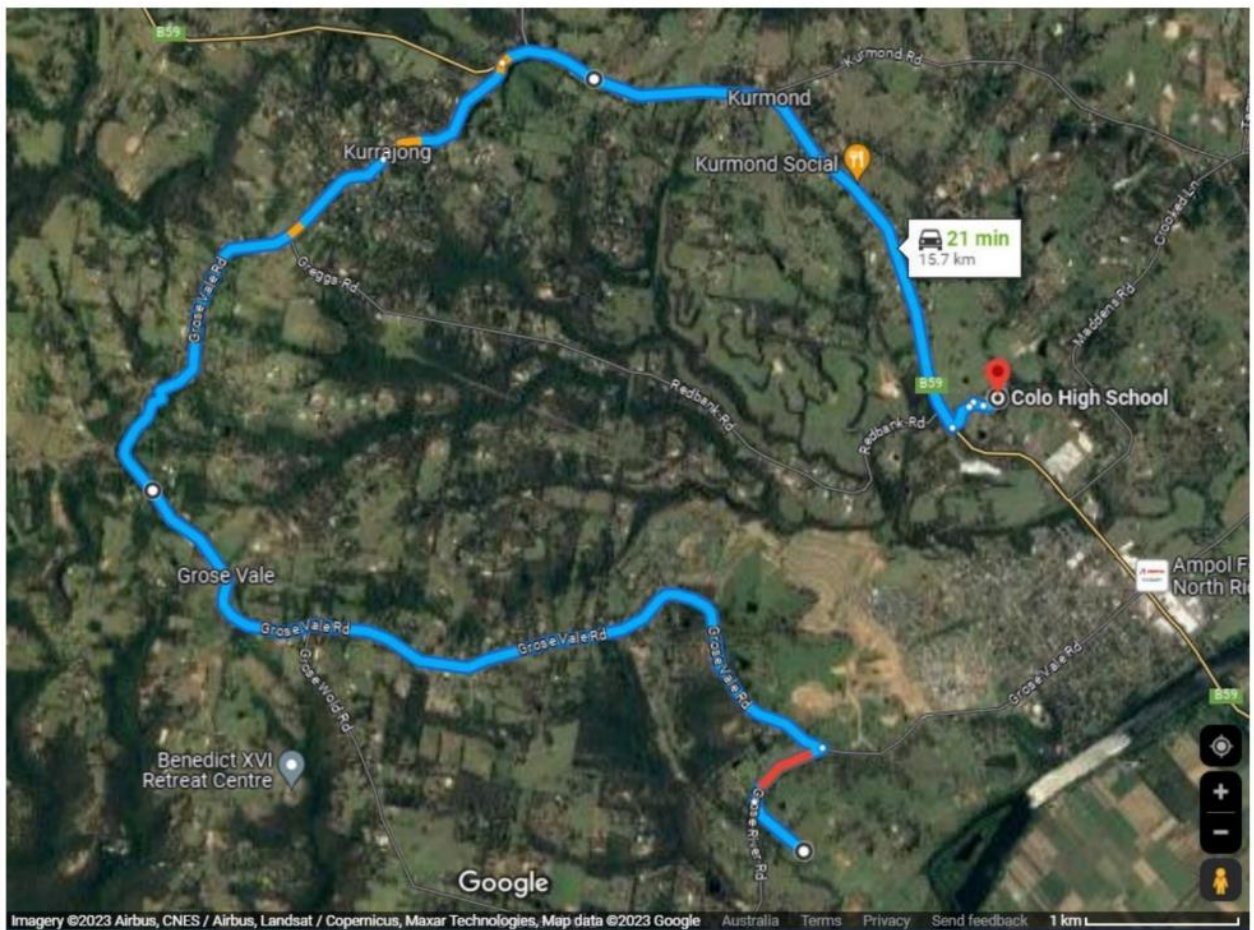 B59
Kurmond Rd
Kurmond
Kurrajong
Kurmond Social
Crooked Ln
21 min
15.7 km
Grose Vale Rd
Greggs Rd
Maddens Rd
Redbank Rd
B59
Colo High School
Redbank Rd
Grose Vale
Ampol F
North Ri
Grose Vale Rd
Grose Vale Rd
Grose Vale Rd
Grose Vale Rd
Grose Wold Rd
B59
Benedict XVI
Retreat Centre
Grose River Rd
Google
Imagery ©2023 Airbus, CNES / Airbus, Landsat / Copernicus, Maxar Technologies, Map data ©2023 Google Australia Terms Privacy Send feedback 1 km